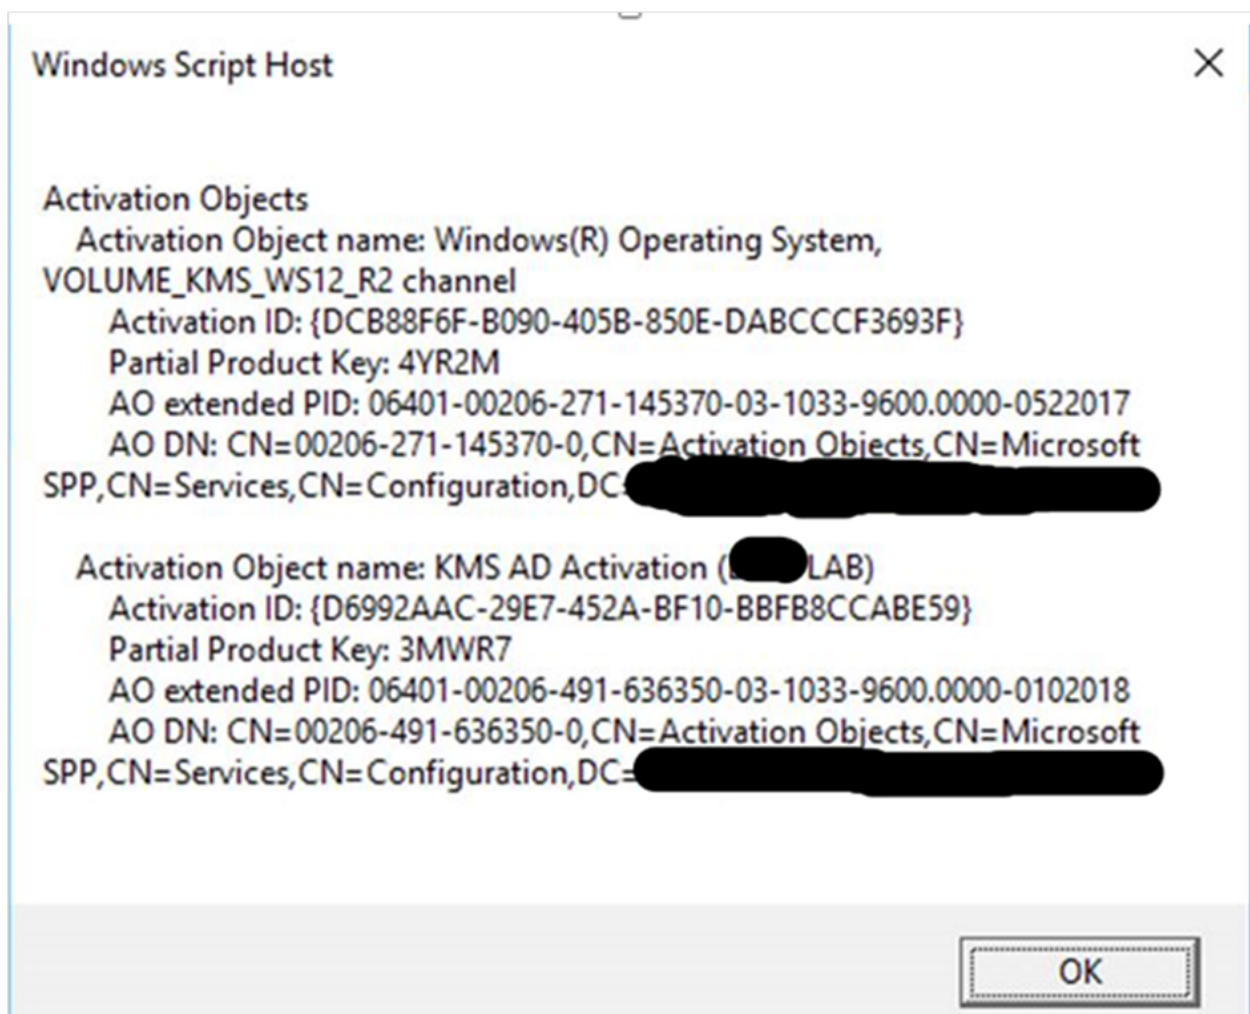 Windows Script Host
Activation Objects
Activation Object name: Windows(R) Operating System,
VOLUME_KMS_WS12_R2 channel
Activation ID: {DCB88F6F-B090-405B-850E-DABCCCF3693F}
Partial Product Key: 4YR2M
AO extended PID: 06401-00206-271-145370-03-1033-9600.0000-0522017
AO DN: CN=00206-271-145370-0,CN=Activation Objects,CN=Microsoft
SPP,CN=Services,CN=Configuration,DC
Activation Object name: KMS AD Activation ( LAB)
Activation ID: {D6992AAC-29E7-452A-BF10-BBFB8CCABE59}
Partial Product Key: 3MWR7
AO extended PID: 06401-00206-491-636350-03-1033-9600.0000-0102018
AO DN: CN=00206-491-636350-0,CN=Activation Objects,CN=Microsoft
SPP,CN=Services,CN=Configuration,DC=
OK